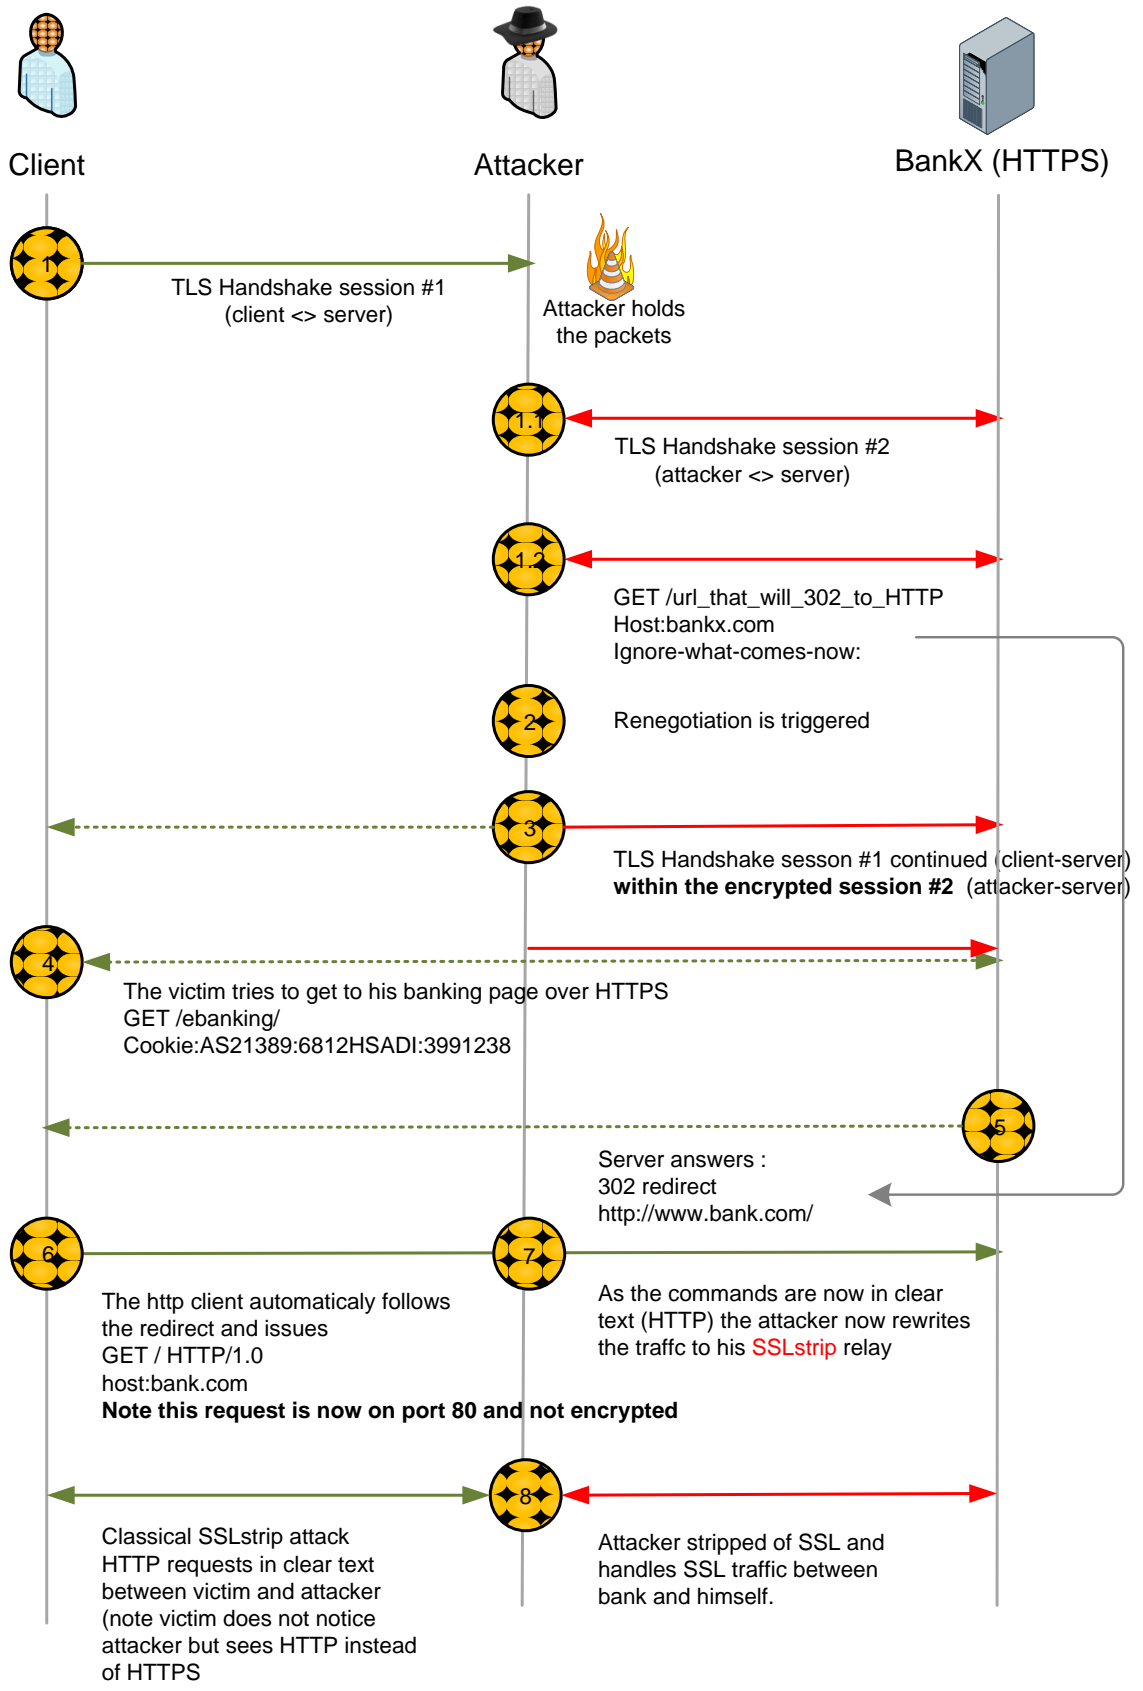 Client
Attacker
BankX (HTTPS)
1
TLS Handshake session #1
(client <> server)
Attacker holds
the packets
1.1
TLS Handshake session #2
(attacker <> server)
1.2
GET /url_that_will_302_to_HTTP
Host:bankx.com
Ignore-what-comes-now:
2
Renegotiation is triggered
3
TLS Handshake sesson #1 continued (client-server)
within the encrypted session #2 (attacker-server)
4
The victim tries to get to his banking page over HTTPS
GET /ebanking/
Cookie:AS21389:6812HSADI:3991238
5
Server answers :
302 redirect
http://www.bank.com/
6
7
The http client automaticaly follows
the redirect and issues
GET / HTTP/1.0
host:bank.com
Note this request is now on port 80 and not encrypted
As the commands are now in clear
text (HTTP) the attacker now rewrites
the traffc to his SSLstrip relay
8
Classical SSLstrip attack
HTTP requests in clear text
between victim and attacker
(note victim does not notice
attacker but sees HTTP instead
of HTTPS
Attacker stripped of SSL and
handles SSL traffic between
bank and himself.